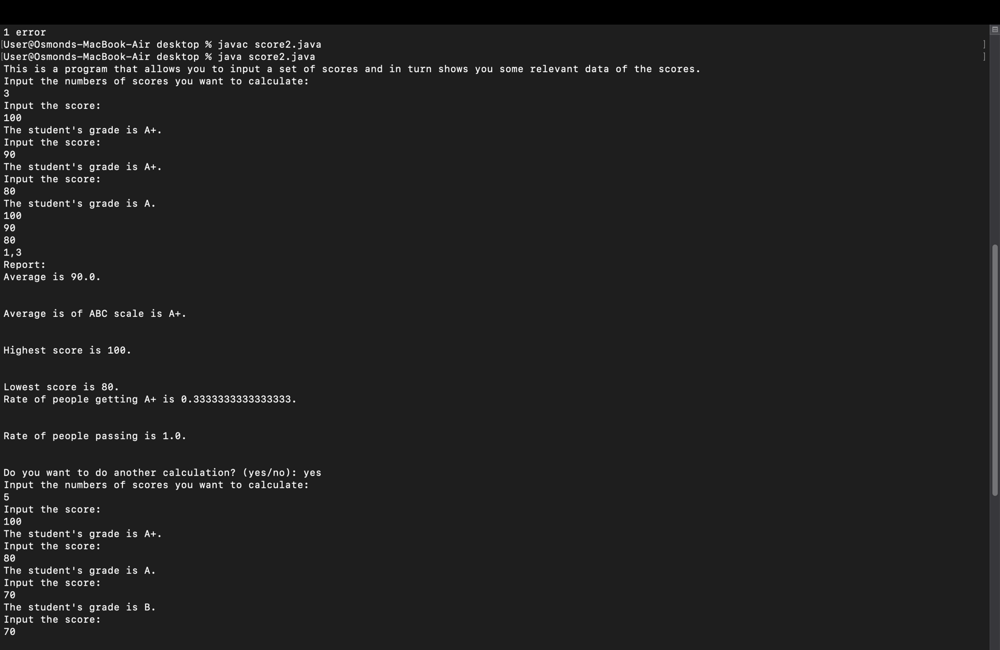 1 error
[User@Osmonds-MacBook-Air desktop % javac score2.java ]
[User@Osmonds-MacBook-Air desktop % java score2.java ]
This is a program that allows you to input a set of scores and in turn shows you some relevant data of the scores.
Input the numbers of scores you want to calculate:
3
Input the score:
100
The student's grade is A+.
Input the score:
90
The student's grade is A+.
Input the score:
80
The student's grade is A.
100
90
80
1,3
Report:
Average is 90.0.
Average is of ABC scale is A+.
Highest score is 100.
Lowest score is 80.
Rate of people getting A+ is 0.3333333333333333.
Rate of people passing is 1.0.
Do you want to do another calculation? (yes/no): yes
Input the numbers of scores you want to calculate:
5
Input the score:
100
The student's grade is A+.
Input the score:
80
The student's grade is A.
Input the score:
70
The student's grade is B.
Input the score:
70